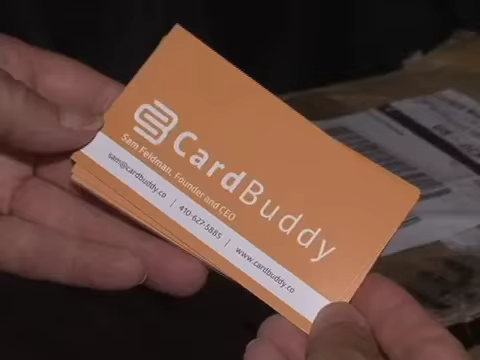 CardBuddy
Sam Feldman, Founder and CEO
sam@cardbuddy.co | 410-627-5885 | www.cardbuddy.co